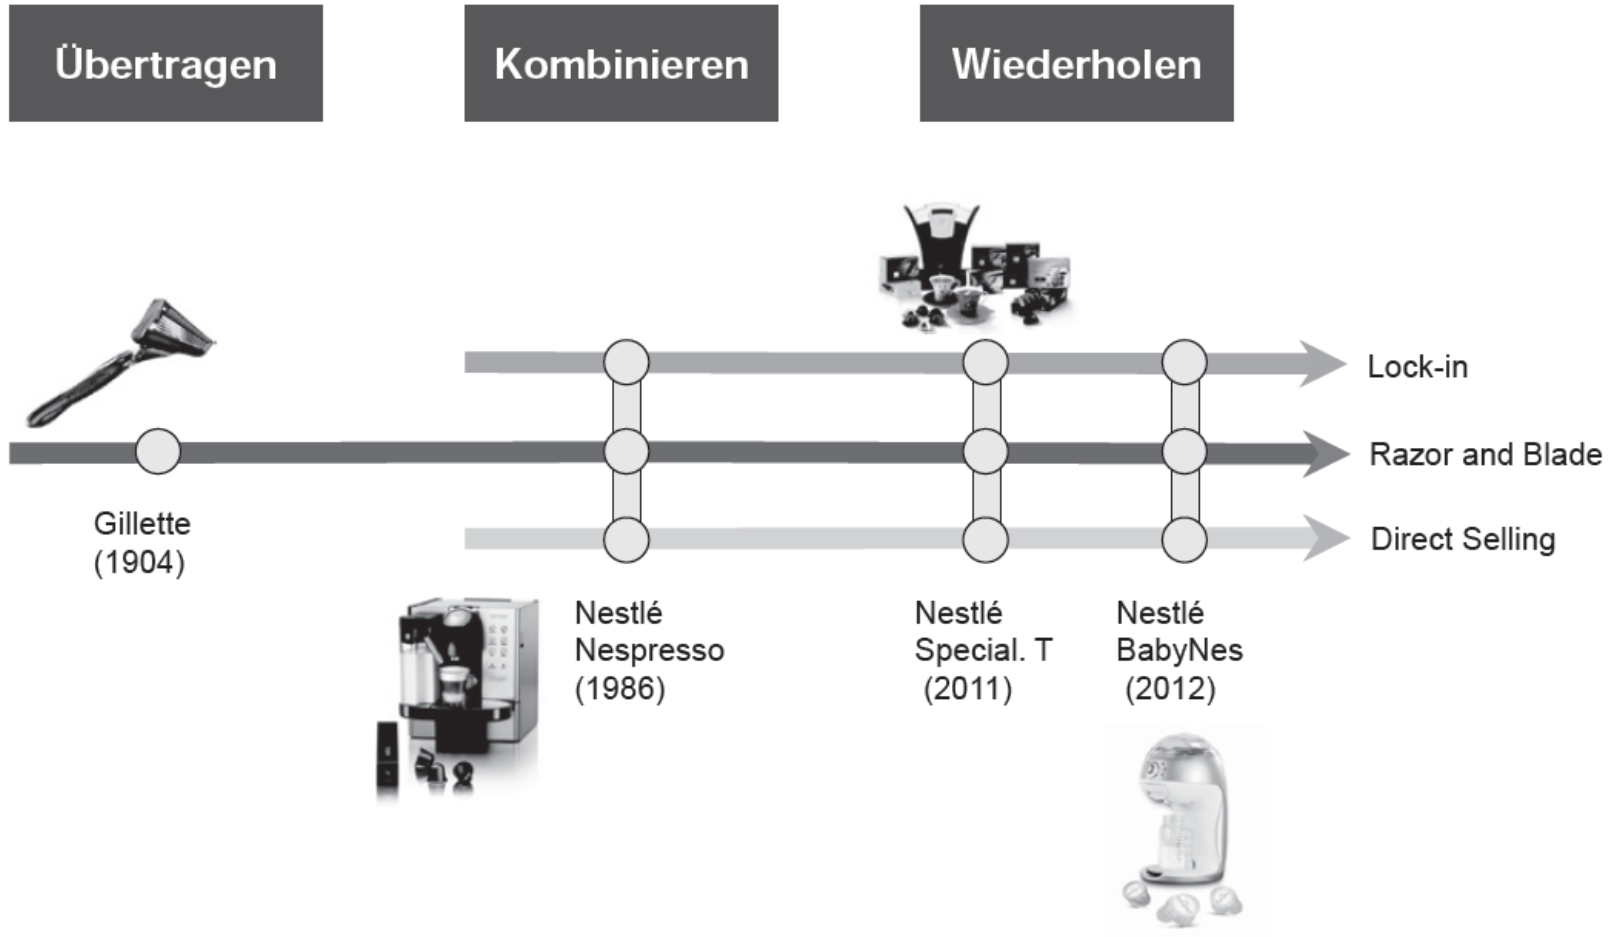 Übertragen
Kombinieren
Wiederholen
Lock-in
Razor and Blade
Direct Selling
Gillette
(1904)
Nestlé
Nespresso
(1986)
Nestlé
Special. T
(2011)
Nestlé
BabyNes
(2012)